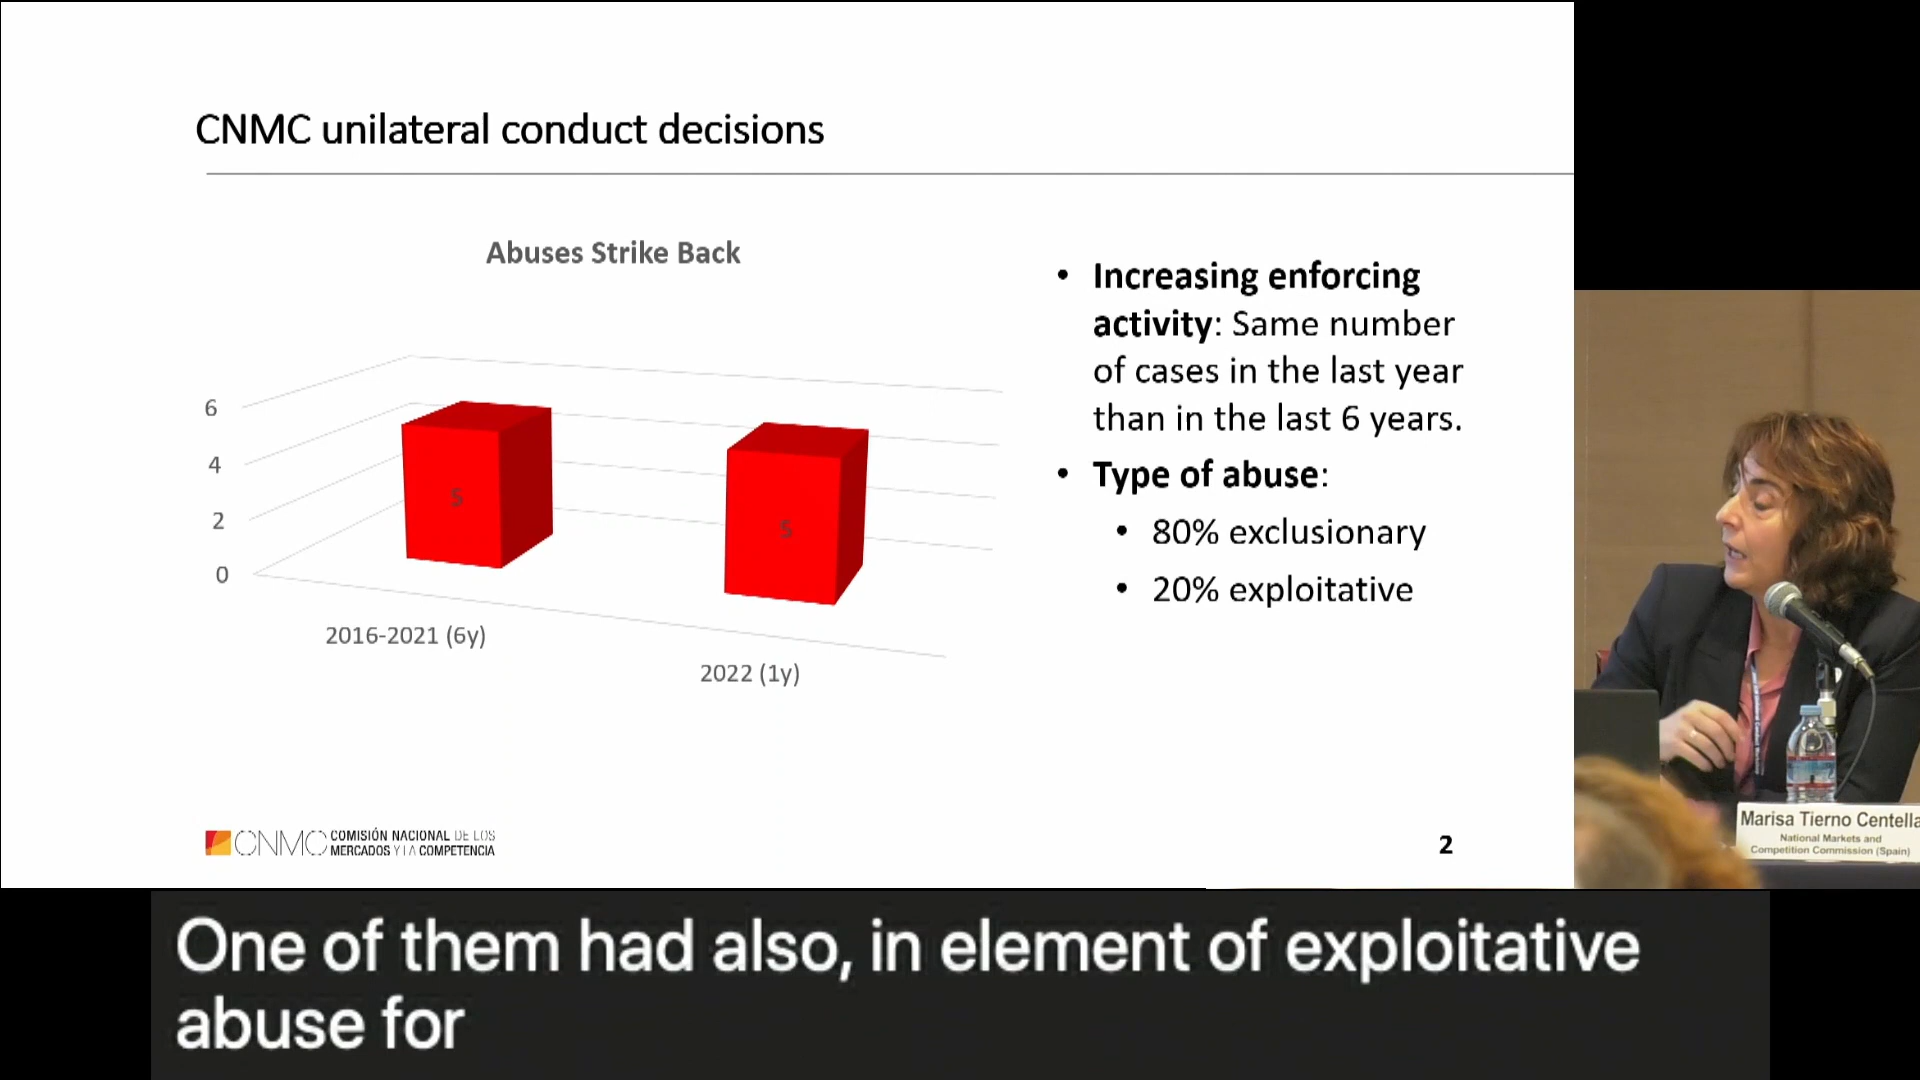 CNMC unilateral conduct decisions
Abuses Strike Back
6
4
2
0
5
5
2016-2021 (6y)
2022 (1y)
• Increasing enforcing
activity: Same number
of cases in the last year
than in the last 6 years.
• Type of abuse:
• 80% exclusionary
• 20% exploitative
CNMC COMISIÓN NACIONAL DE LOS
MERCADOS Y LA COMPETENCIA
2
Marisa Tierno Centella
National Markets and
Competition Commission (Spain)
One of them had also, in element of exploitative
abuse for